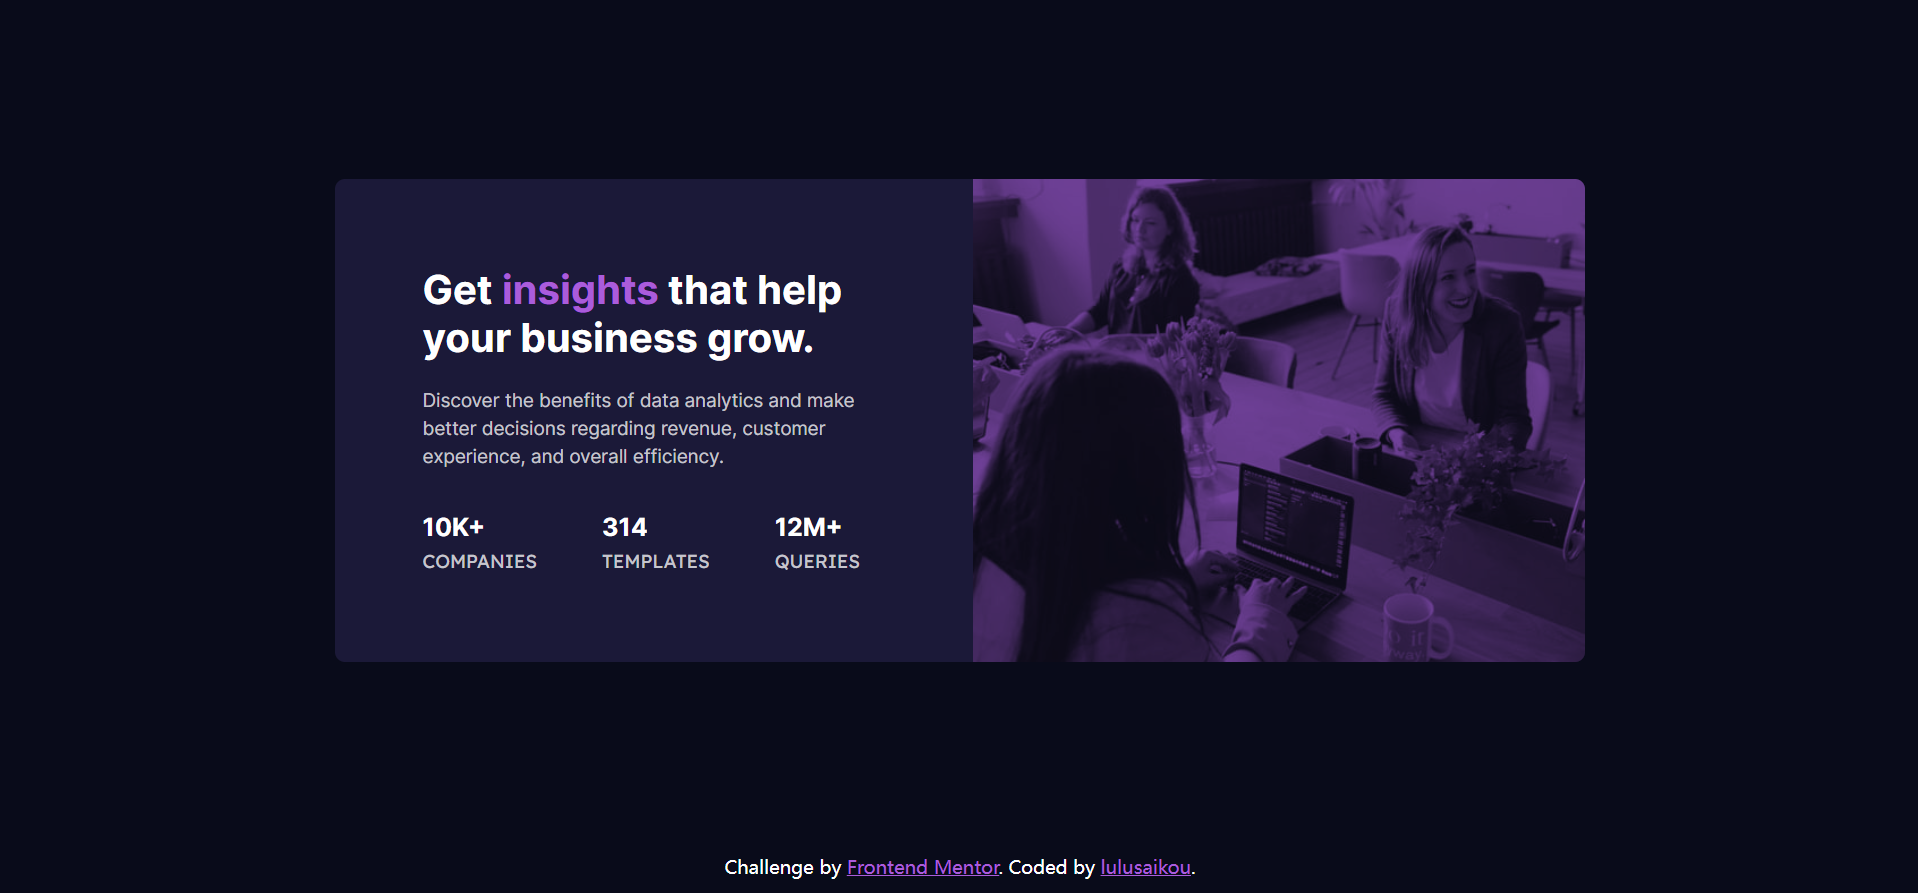 Get insights that help
your business grow.
Discover the benefits of data analytics and make
better decisions regarding revenue, customer
experience, and overall efficiency.
10K+ 314 12M+
COMPANIES TEMPLATES QUERIES
Challenge by Frontend Mentor. Coded by lulusaikou.